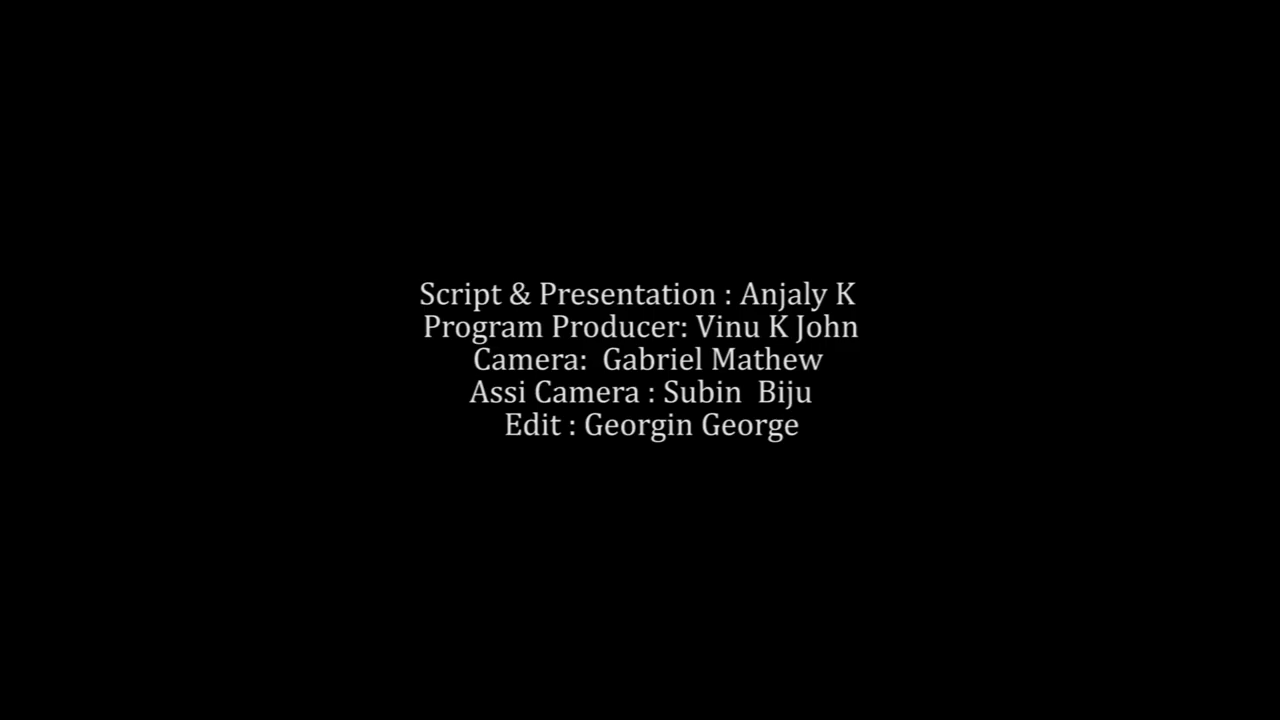 Script & Presentation : Anjaly K
Program Producer: Vinu K John
Camera:  Gabriel Mathew
Assi Camera : Subin  Biju
Edit : Georgin George